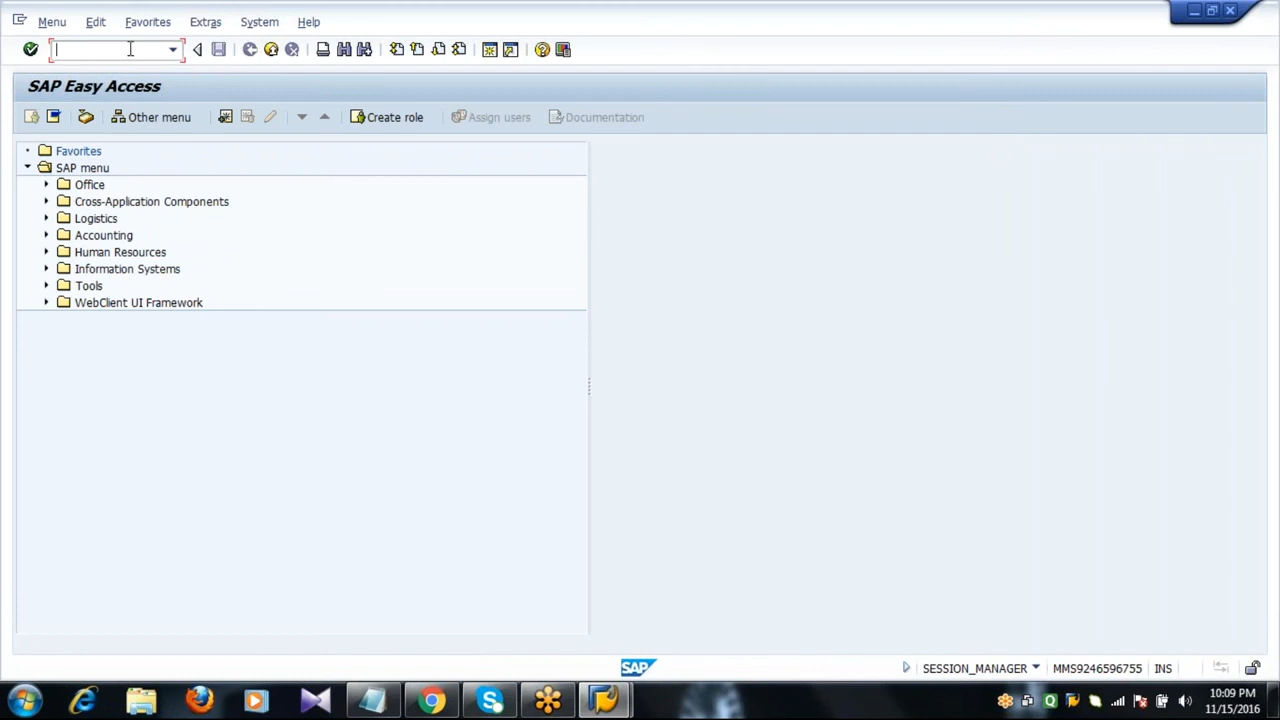 Menu Edit Favorites Extras System Help
SAP Easy Access
Other menu Create role Assign users Documentation
Favorites
SAP menu
Office
Cross-Application Components
Logistics
Accounting
Human Resources
Information Systems
Tools
WebClient UI Framework
SAP SESSION_MANAGER MMS9246596755 INS
10:09 PM
11/15/2016